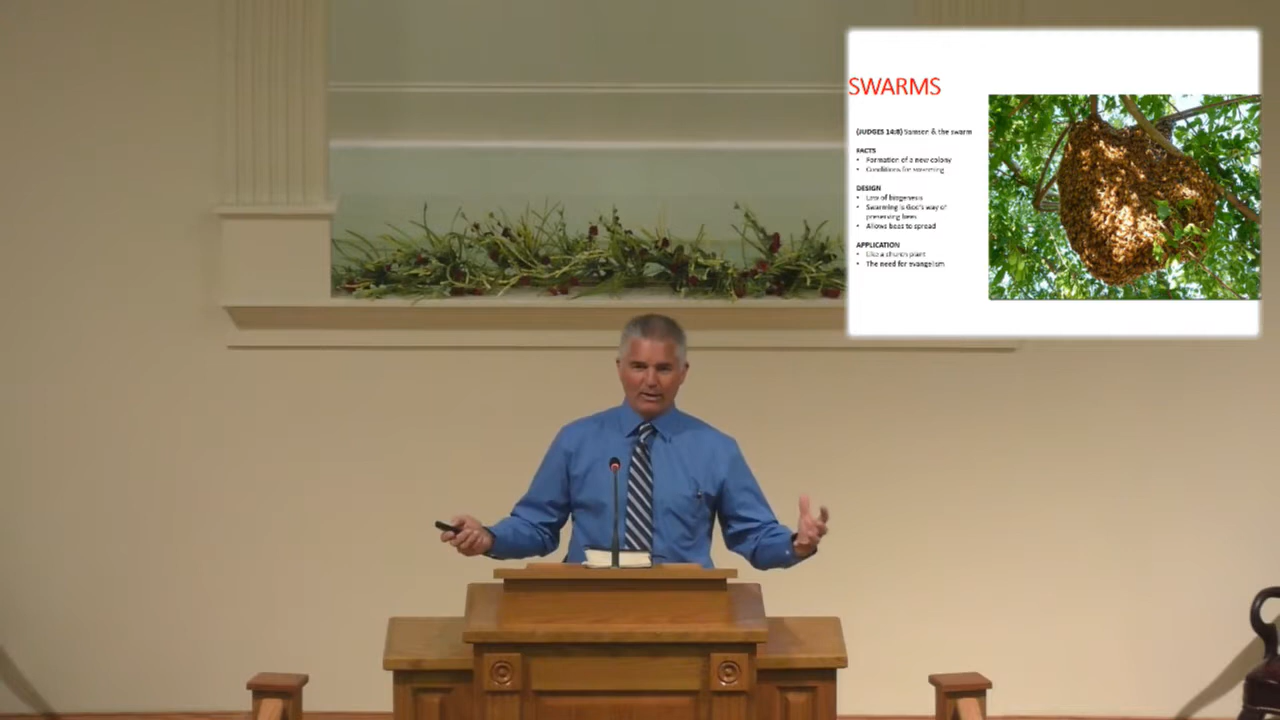 SWARMS
(JUDGES 14:8) Samson & the swarm
FACTS
• Formation of a new colony
• Conditions for swarming
DESIGN
• Law of biogenesis
• Swarming is God's way of
preserving bees
• Allows bees to spread
APPLICATION
• Like a church plant
• The need for evangelism